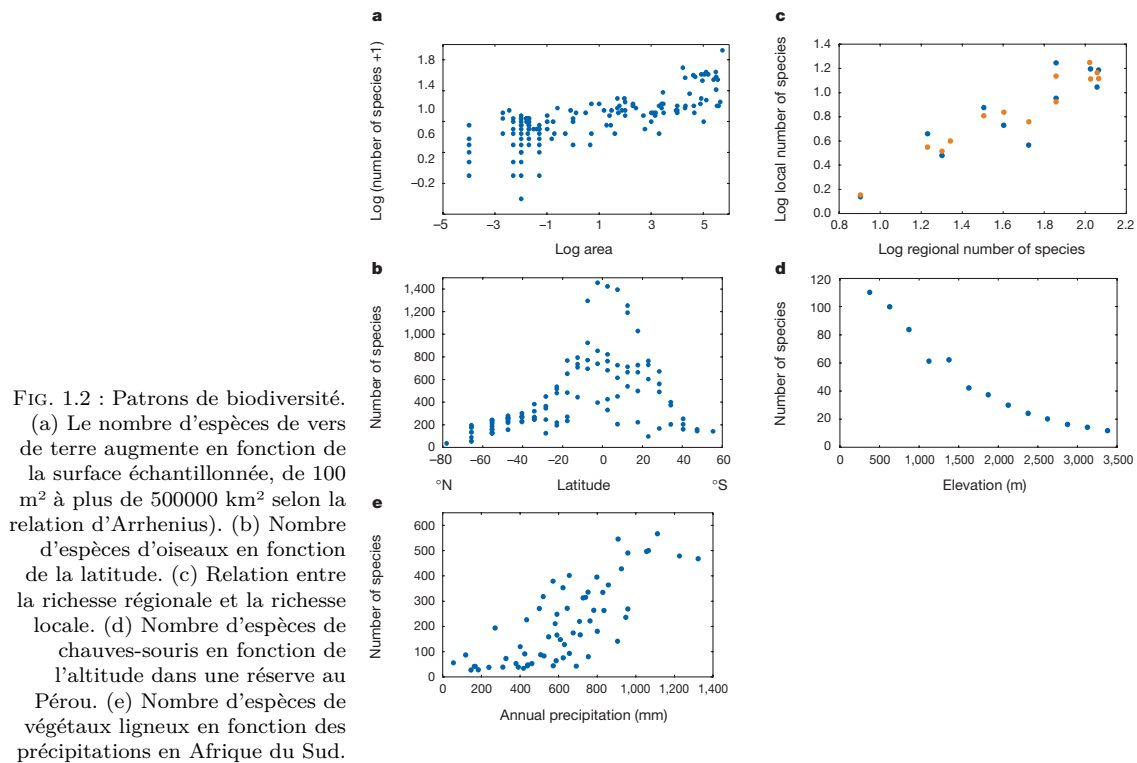 FIG. 1.2 : Patrons de biodiversité.
(a) Le nombre d'espèces de vers
de terre augmente en fonction de
la surface échantillonnée, de 100
m² à plus de 500000 km² selon la
relation d'Arrhenius). (b) Nombre
d'espèces d'oiseaux en fonction
de la latitude. (c) Relation entre
la richesse régionale et la richesse
locale. (d) Nombre d'espèces de
chauves-souris en fonction de
l'altitude dans une réserve au
Pérou. (e) Nombre d'espèces de
végétaux ligneux en fonction des
précipitations en Afrique du Sud.
a
Log (number of species +1)
1.8
1.0
0.6
0.2
−0.2
−5 −3 −1 1 3 5
Log area
c
Log local number of species
1.4
1.2
1.0
0.8
0.6
0.4
0.2
0.0
0.8 1.0 1.2 1.4 1.6 1.8 2.0 2.2
Log regional number of species
b
Number of species
1,400
1,200
1,000
800
600
400
200
0
−80 −60 −40 −20 0 20 40 60
°N Latitude °S
d
Number of species
120
100
80
60
40
20
0
0 500 1,000 1,500 2,000 2,500 3,000 3,500
Elevation (m)
e
Number of species
600
500
400
300
200
100
0
0 200 400 600 800 1,000 1,200 1,400
Annual precipitation (mm)